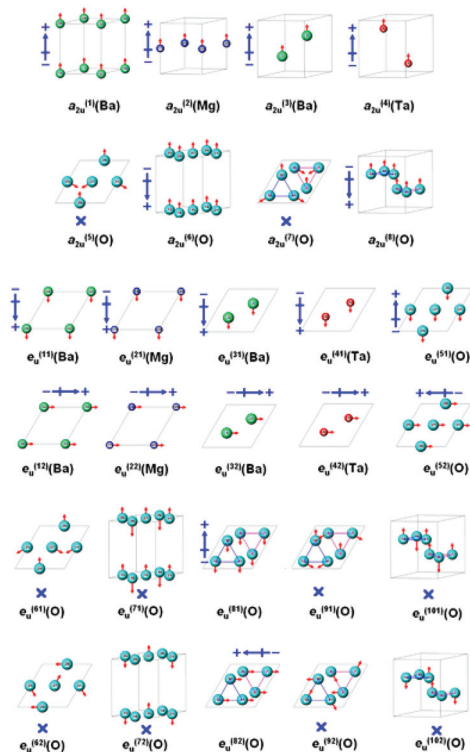 a2u(1)(Ba) a2u(2)(Mg) a2u(3)(Ba) a2u(4)(Ta)
a2u(5)(O) a2u(6)(O) a2u(7)(O) a2u(8)(O)
eu(11)(Ba) eu(21)(Mg) eu(31)(Ba) eu(41)(Ta) eu(51)(O)
eu(12)(Ba) eu(22)(Mg) eu(32)(Ba) eu(42)(Ta) eu(52)(O)
eu(61)(O) eu(71)(O) eu(81)(O) eu(91)(O) eu(101)(O)
eu(62)(O) eu(72)(O) eu(82)(O) eu(92)(O) eu(102)(O)